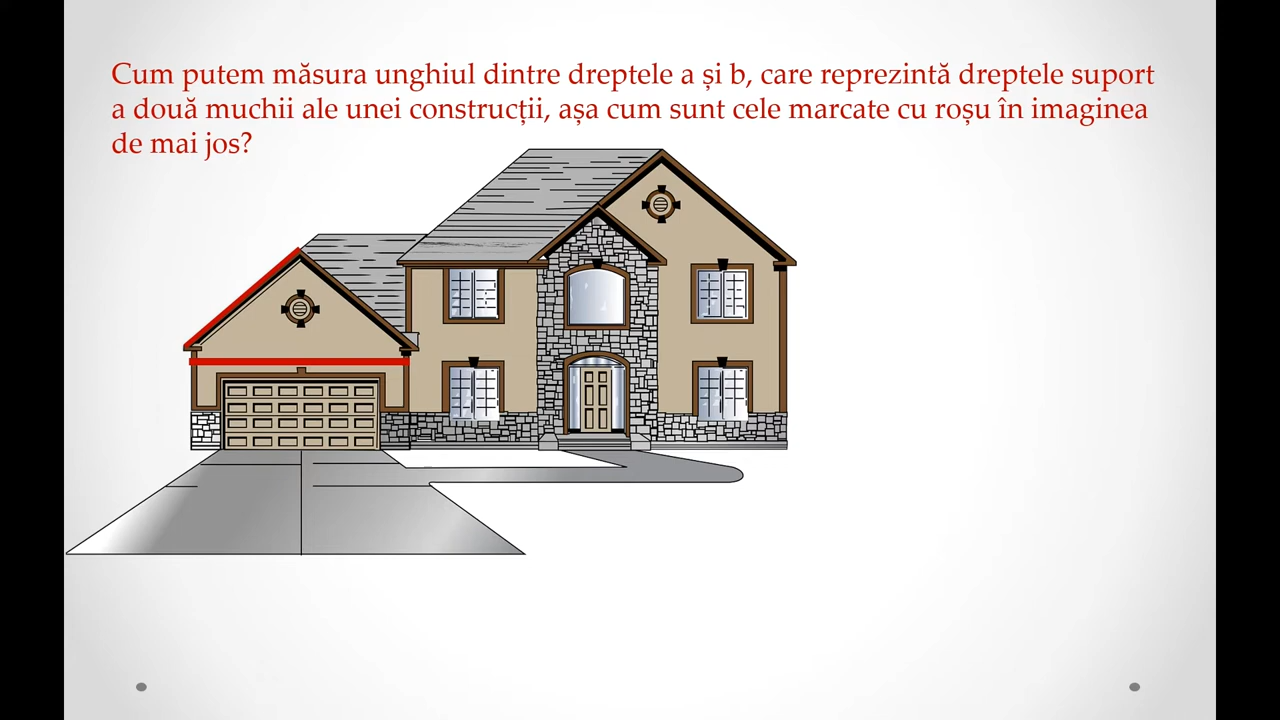 Cum putem măsura unghiul dintre dreptele a și b, care reprezintă dreptele suport
a două muchii ale unei construcții, așa cum sunt cele marcate cu roșu în imaginea
de mai jos?